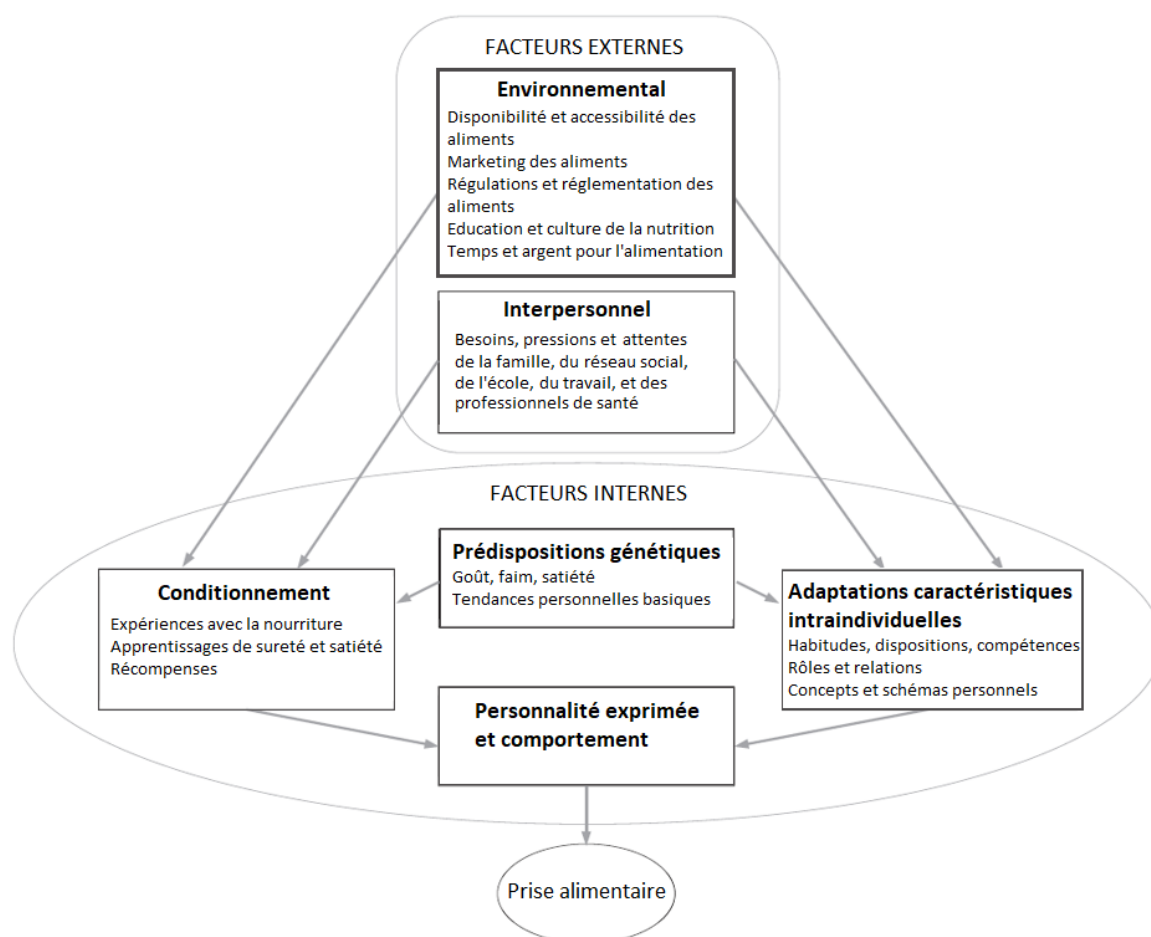 FACTEURS EXTERNES
Environnemental
Disponibilité et accessibilité des
aliments
Marketing des aliments
Régulations et réglementation des
aliments
Education et culture de la nutrition
Temps et argent pour l'alimentation
Interpersonnel
Besoins, pressions et attentes
de la famille, du réseau social,
de l'école, du travail, et des
professionnels de santé
FACTEURS INTERNES
Prédispositions génétiques
Goût, faim, satiété
Tendances personnelles basiques
Conditionnement
Expériences avec la nourriture
Apprentissages de sureté et satiété
Récompenses
Adaptations caractéristiques
intraindividuelles
Habitudes, dispositions, compétences
Rôles et relations
Concepts et schémas personnels
Personnalité exprimée
et comportement
Prise alimentaire